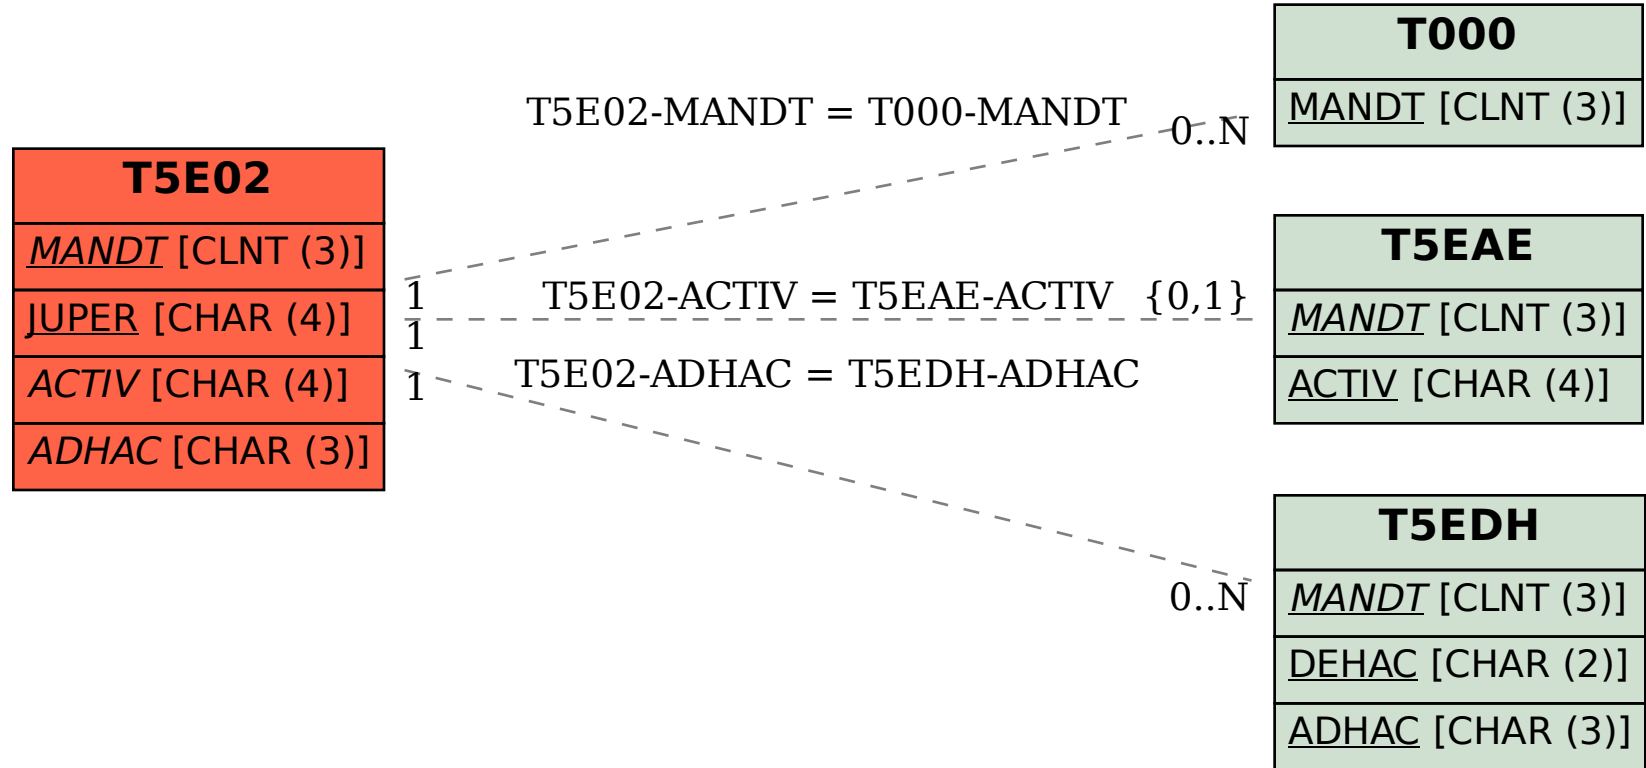 T5E02
MANDT [CLNT (3)]
JUPER [CHAR (4)]
ACTIV [CHAR (4)]
ADHAC [CHAR (3)]
T5E02-MANDT = T000-MANDT
0..N
1
T5E02-ACTIV = T5EAE-ACTIV
{0,1}
1
T5E02-ADHAC = T5EDH-ADHAC
1
0..N
T000
MANDT [CLNT (3)]
T5EAE
MANDT [CLNT (3)]
ACTIV [CHAR (4)]
T5EDH
MANDT [CLNT (3)]
DEHAC [CHAR (2)]
ADHAC [CHAR (3)]